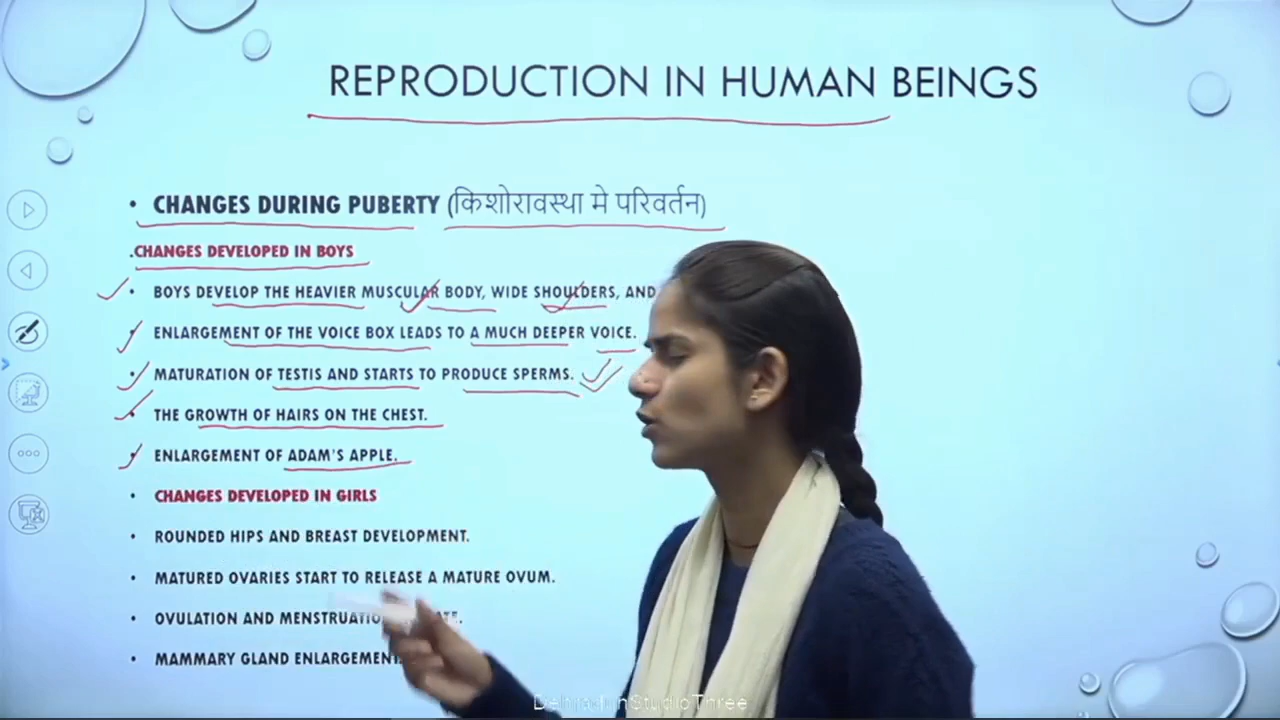 REPRODUCTION IN HUMAN BEINGS
• CHANGES DURING PUBERTY (किशोरावस्था मे परिवर्तन)
.CHANGES DEVELOPED IN BOYS
• BOYS DEVELOP THE HEAVIER MUSCULAR BODY, WIDE SHOULDERS, AND
• ENLARGEMENT OF THE VOICE BOX LEADS TO A MUCH DEEPER VOICE.
• MATURATION OF TESTIS AND STARTS TO PRODUCE SPERMS.
• THE GROWTH OF HAIRS ON THE CHEST.
• ENLARGEMENT OF ADAM'S APPLE.
• CHANGES DEVELOPED IN GIRLS
• ROUNDED HIPS AND BREAST DEVELOPMENT.
• MATURED OVARIES START TO RELEASE A MATURE OVUM.
• OVULATION AND MENSTRUATION
• MAMMARY GLAND ENLARGEMENT.
DehradunStudioThree